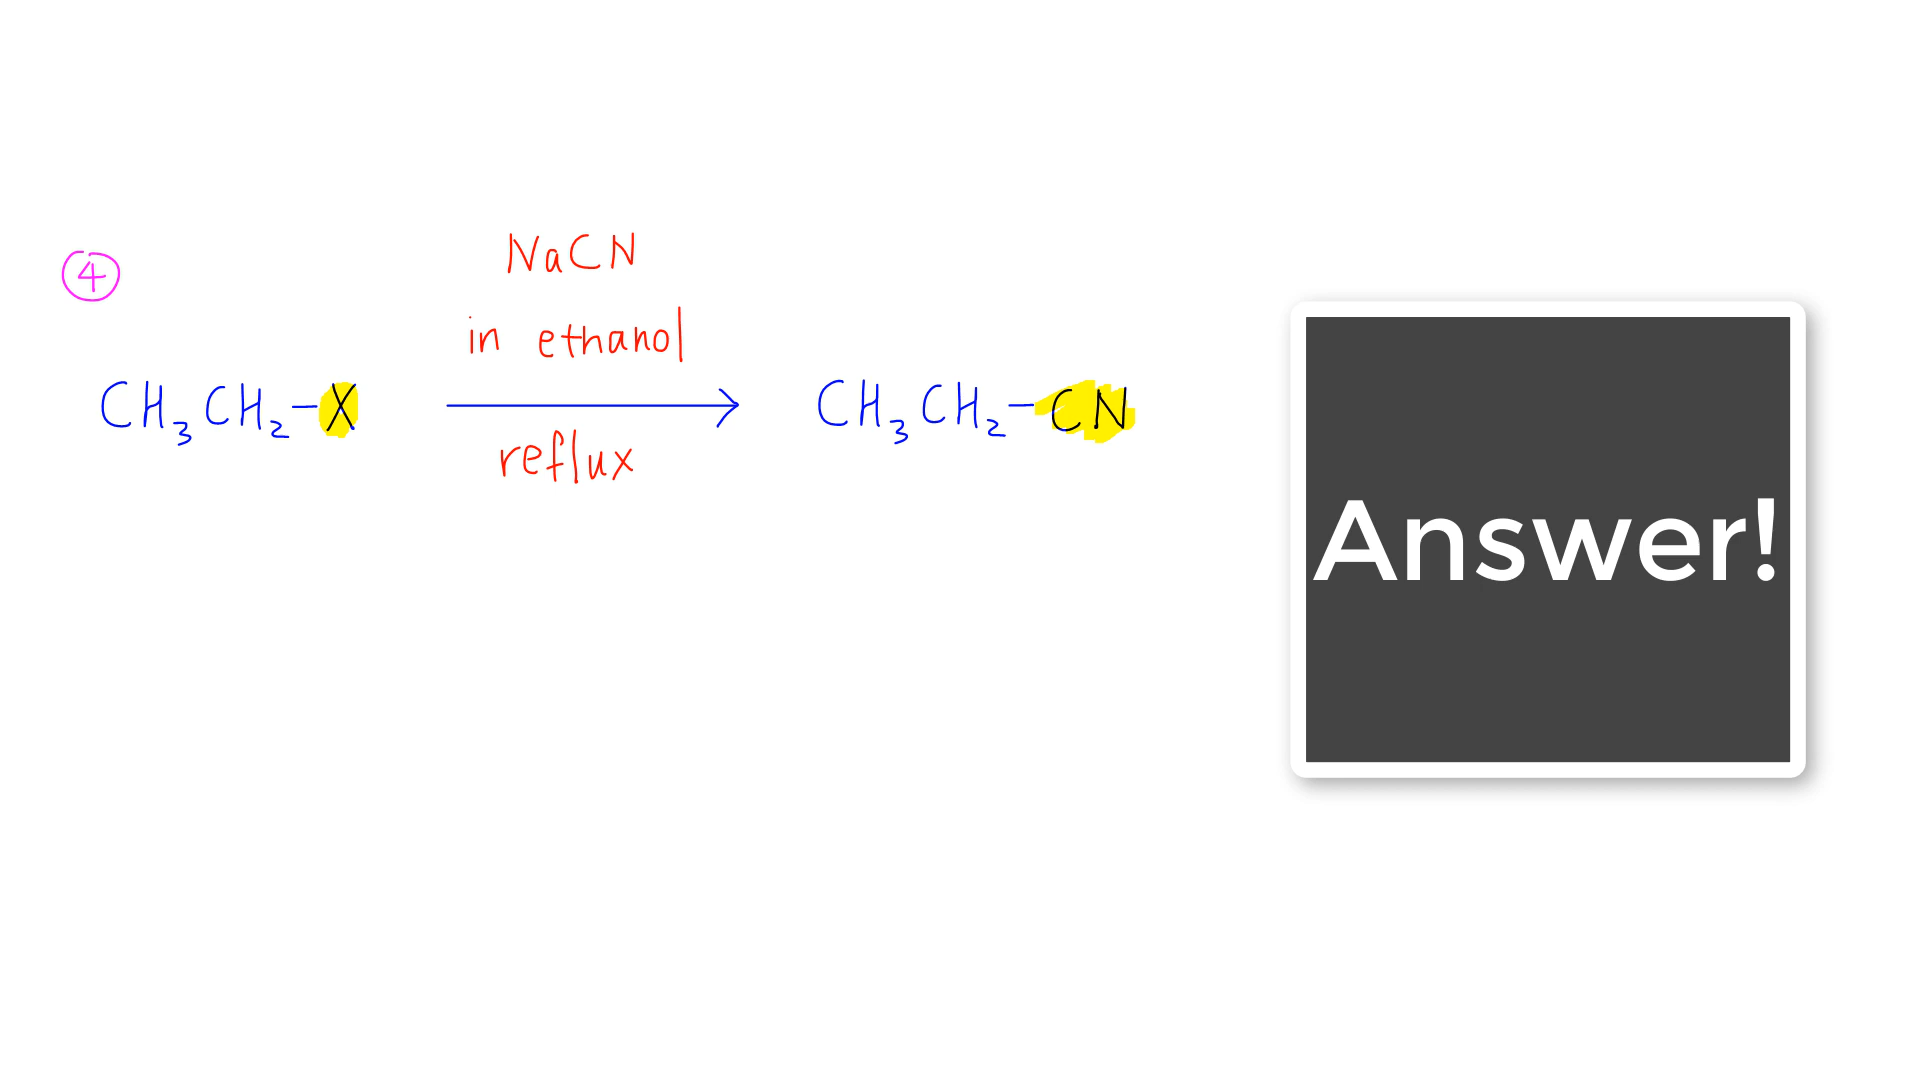 ④
NaCN
in ethanol
CH₃CH₂-X
CH₃CH₂-CN
reflux
Answer!